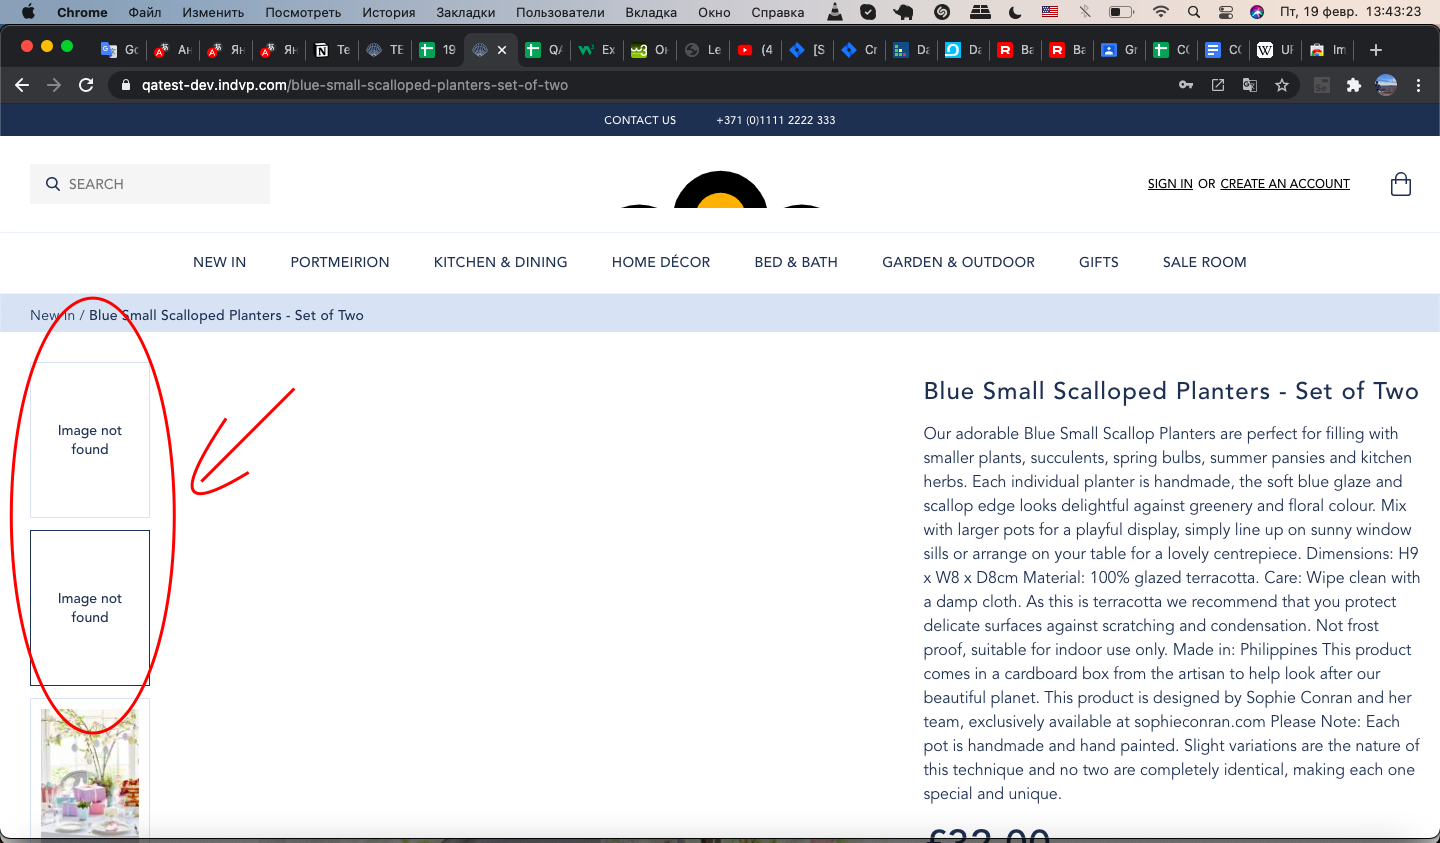 Chrome Файл Изменить Посмотреть История Закладки Пользователи Вкладка Окно Справка Пт, 19 февр. 13:43:23
Go Ан Ян Ян Te TE 19 QA Ex Он Le (4 [S Cr Da Da Ba Ba Gr CC CC UR Im
qatest-dev.indvp.com/blue-small-scalloped-planters-set-of-two
CONTACT US +371 (0)1111 2222 333
SEARCH
SIGN IN OR CREATE AN ACCOUNT
NEW IN PORTMEIRION KITCHEN & DINING HOME DÉCOR BED & BATH GARDEN & OUTDOOR GIFTS SALE ROOM
New In / Blue Small Scalloped Planters - Set of Two
Image not
found
Image not
found
Blue Small Scalloped Planters - Set of Two
Our adorable Blue Small Scallop Planters are perfect for filling with
smaller plants, succulents, spring bulbs, summer pansies and kitchen
herbs. Each individual planter is handmade, the soft blue glaze and
scallop edge looks delightful against greenery and floral colour. Mix
with larger pots for a playful display, simply line up on sunny window
sills or arrange on your table for a lovely centrepiece. Dimensions: H9
x W8 x D8cm Material: 100% glazed terracotta. Care: Wipe clean with
a damp cloth. As this is terracotta we recommend that you protect
delicate surfaces against scratching and condensation. Not frost
proof, suitable for indoor use only. Made in: Philippines This product
comes in a cardboard box from the artisan to help look after our
beautiful planet. This product is designed by Sophie Conran and her
team, exclusively available at sophieconran.com Please Note: Each
pot is handmade and hand painted. Slight variations are the nature of
this technique and no two are completely identical, making each one
special and unique.
£32.00